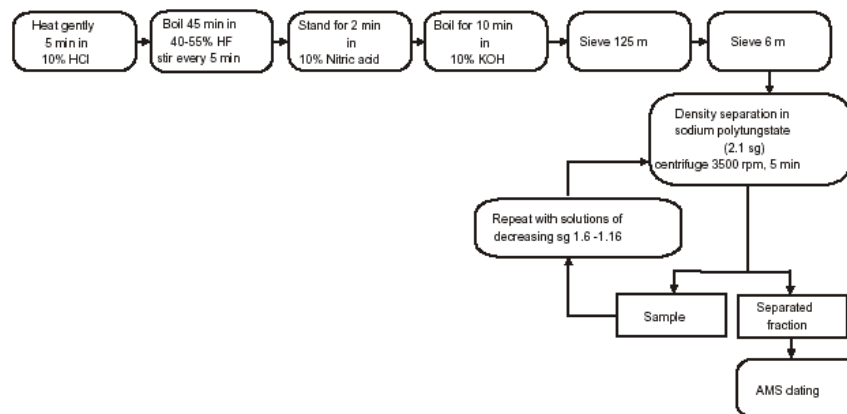 Heat gently
5 min in
10% HCl
Boil 45 min in
40-55% HF
stir every 5 min
Stand for 2 min
in
10% Nitric acid
Boil for 10 min
in
10% KOH
Sieve 125 m
Sieve 6 m
Density separation in
sodium polytungstate
(2.1 sg)
centrifuge 3500 rpm, 5 min
Repeat with solutions of
decreasing sg 1.6 -1.16
Sample
Separated
fraction
AMS dating